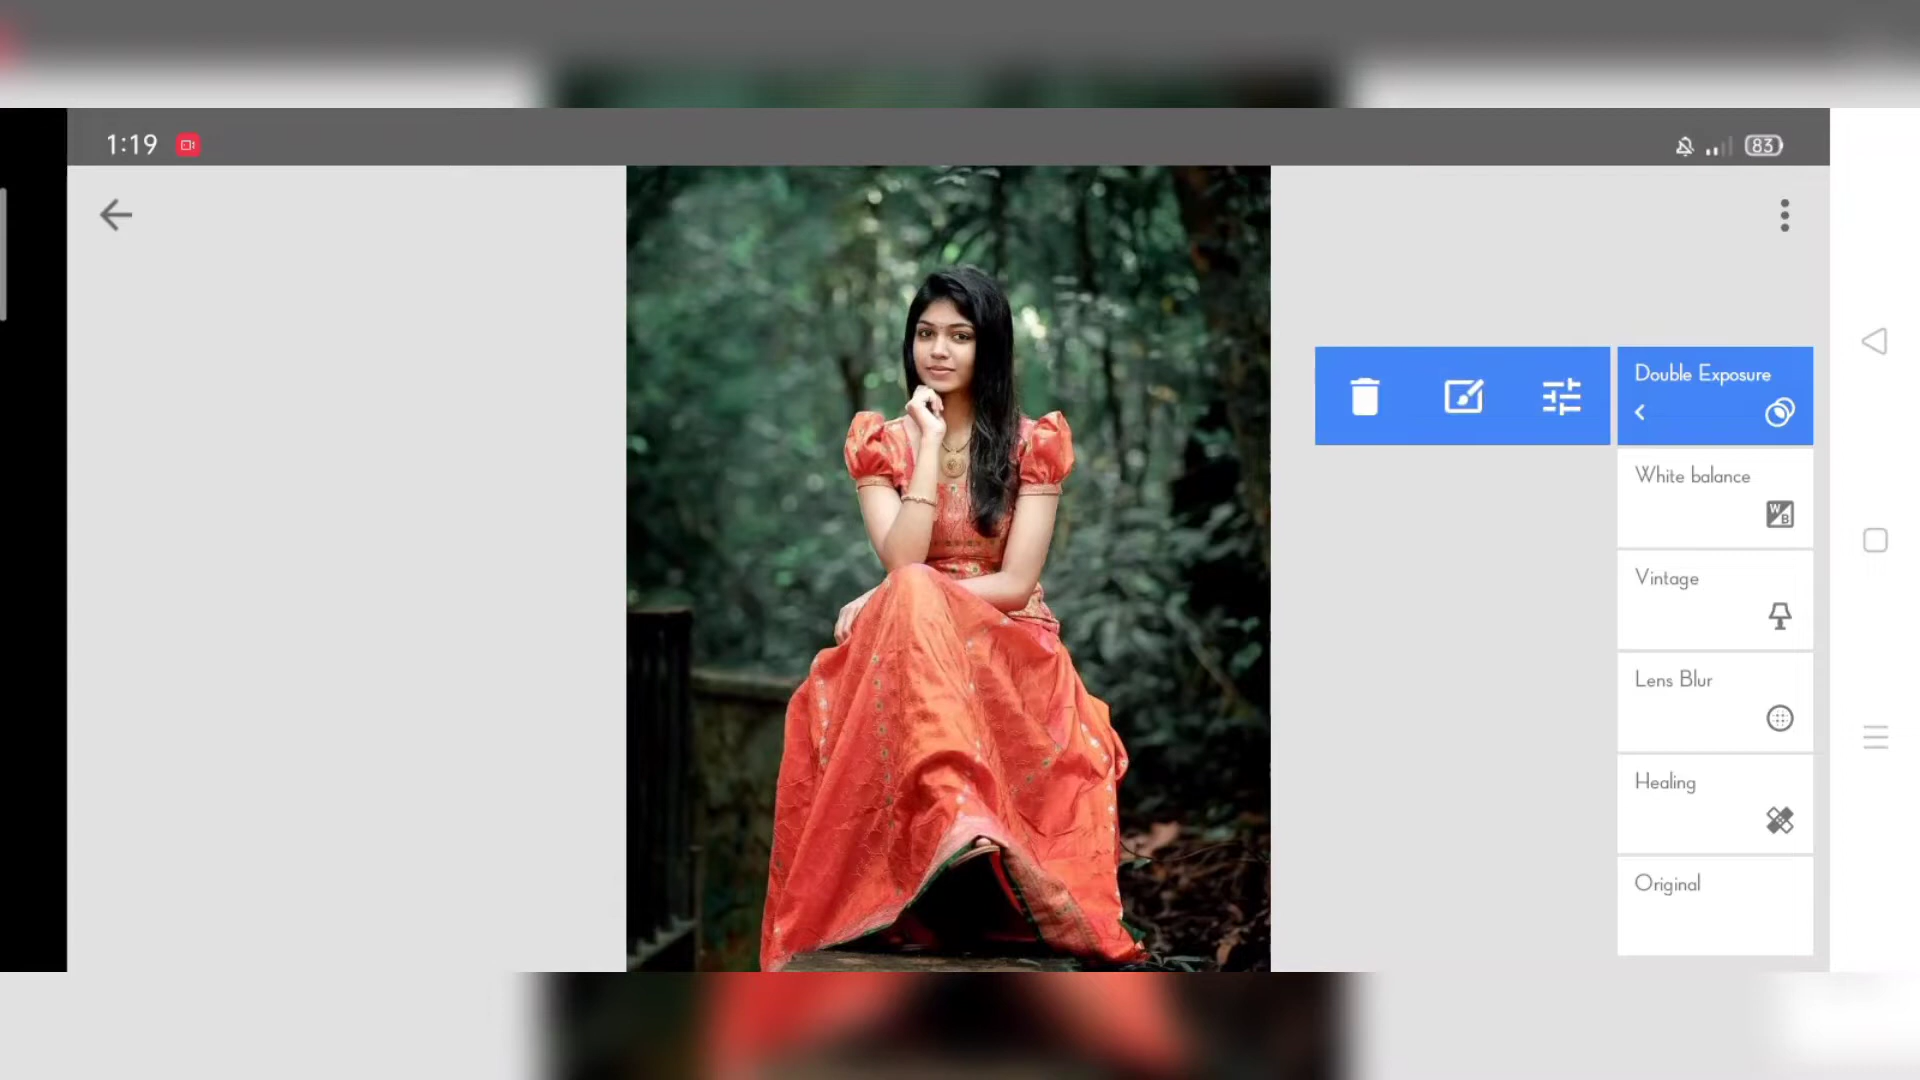 1:19
83
Double Exposure
White balance
W
B
Vintage
Lens Blur
Healing
Original